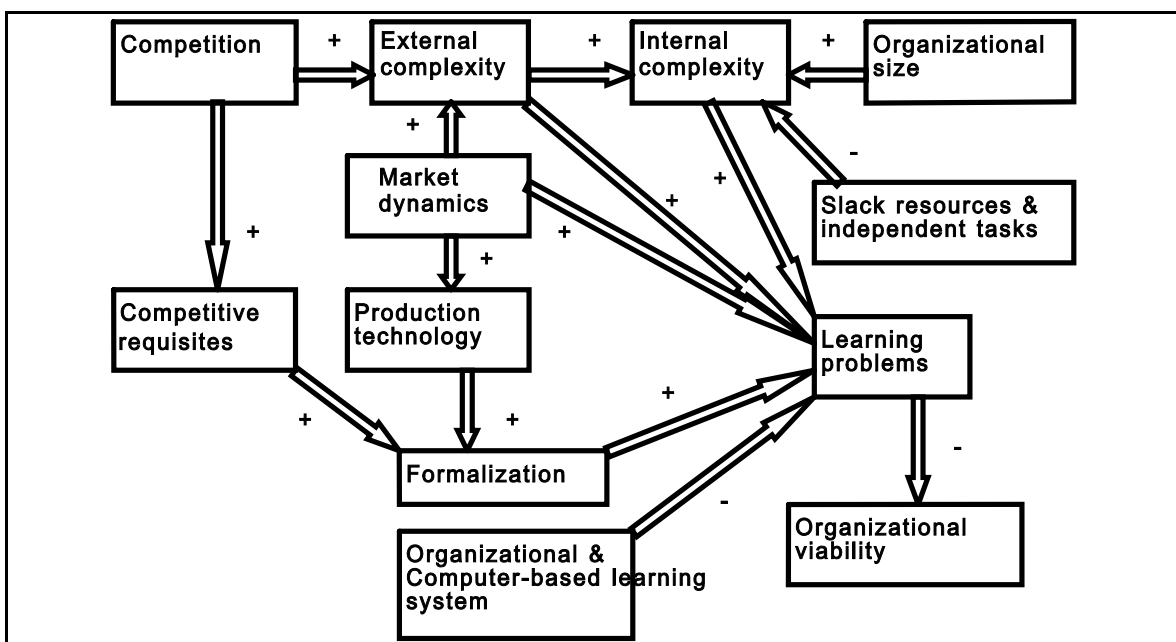 Competition
+
External
complexity
+
Internal
complexity
+
Organizational
size
+
-
Market
dynamics
+
+
+
Slack resources &
independent tasks
+
+
Competitive
requisites
Production
technology
Learning
problems
+
+
+
Formalization
-
-
Organizational &
Computer-based learning
system
Organizational
viability